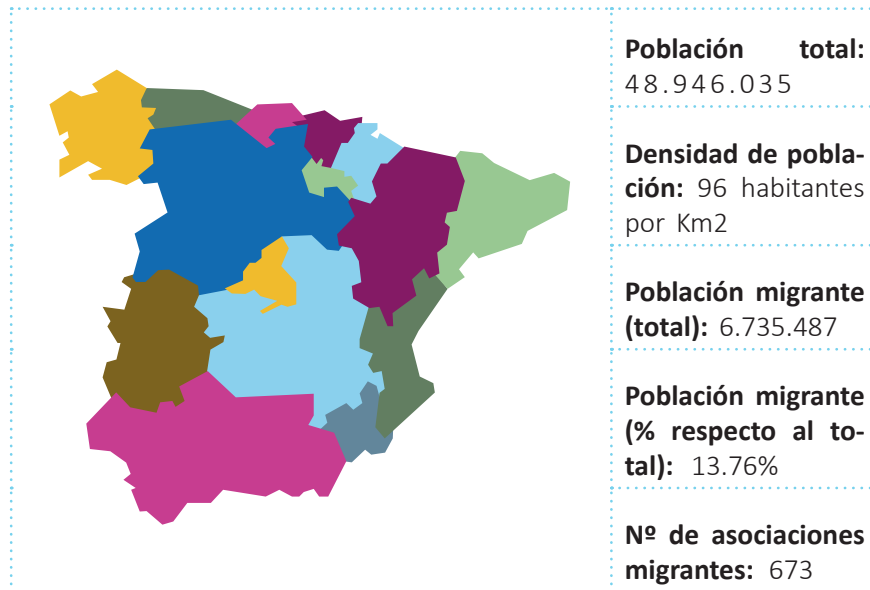 Población total:
48.946.035
Densidad de pobla-
ción: 96 habitantes
por Km2
Población migrante
(total): 6.735.487
Población migrante
(% respecto al to-
tal): 13.76%
Nº de asociaciones
migrantes: 673